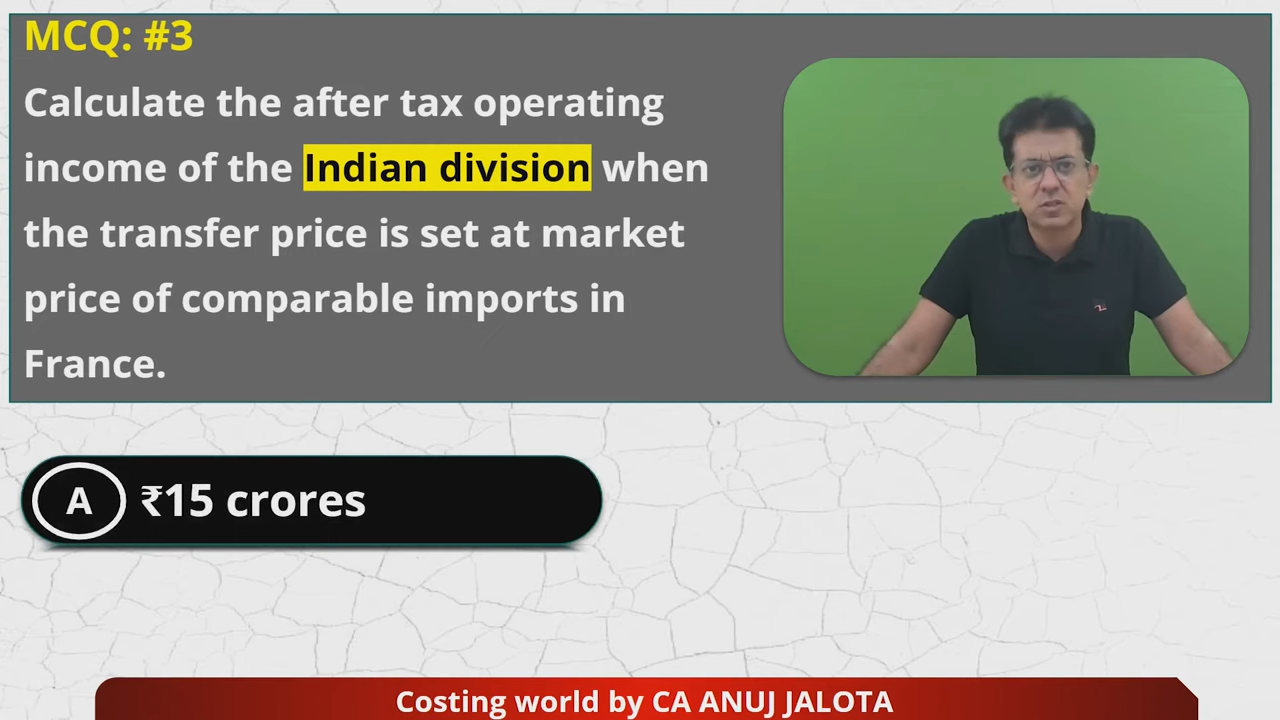 MCQ: #3
Calculate the after tax operating
income of the Indian division when
the transfer price is set at market
price of comparable imports in
France.
A ₹15 crores
Costing world by CA ANUJ JALOTA